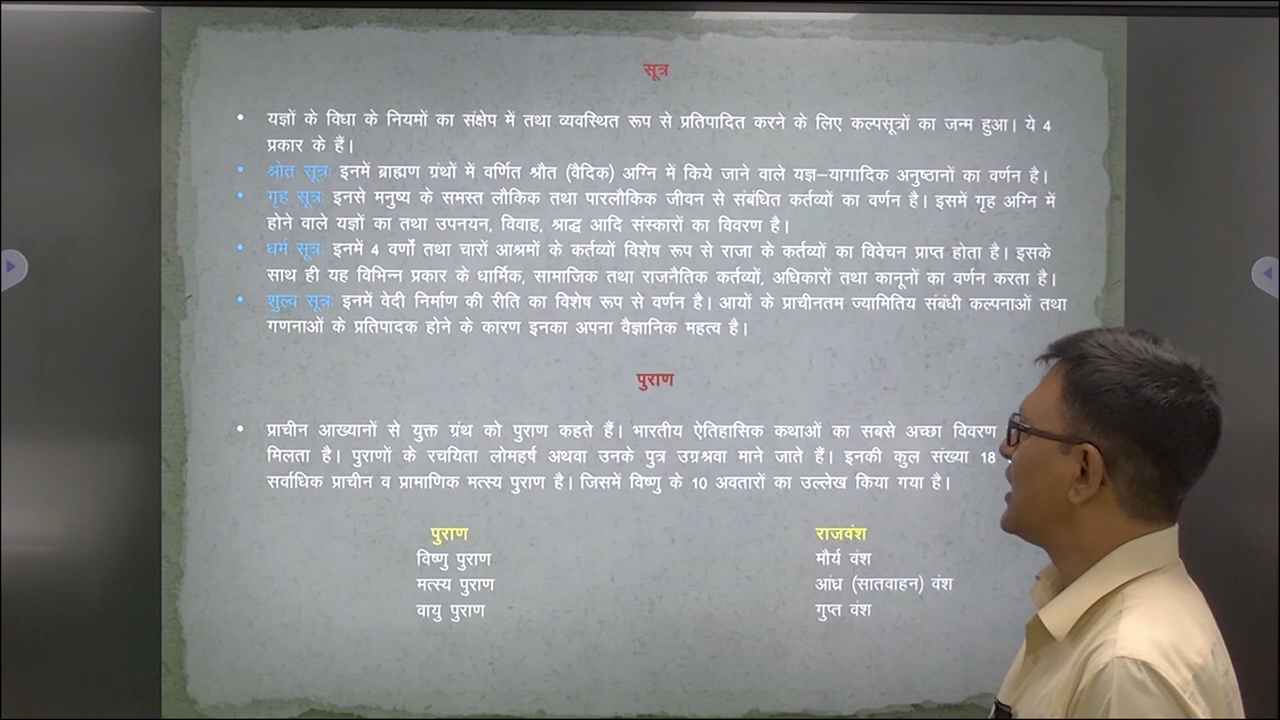 सूत्र
• यज्ञों के विधा के नियमों का संक्षेप में तथा व्यवस्थित रूप से प्रतिपादित करने के लिए कल्पसूत्रों का जन्म हुआ। ये 4
प्रकार के हैं।
• श्रोत सूत्र: इनमें ब्राह्मण ग्रंथों में वर्णित श्रौत (वैदिक) अग्नि में किये जाने वाले यज्ञ–यागादिक अनुष्ठानों का वर्णन है।
• गृह सूत्र: इनसे मनुष्य के समस्त लौकिक तथा पारलौकिक जीवन से संबंधित कर्तव्यों का वर्णन है। इसमें गृह अग्नि में
होने वाले यज्ञों का तथा उपनयन, विवाह, श्राद्ध आदि संस्कारों का विवरण है।
• धर्म सूत्र: इनमें 4 वर्णों तथा चारों आश्रमों के कर्तव्यों विशेष रूप से राजा के कर्तव्यों का विवेचन प्राप्त होता है। इसके
साथ ही यह विभिन्न प्रकार के धार्मिक, सामाजिक तथा राजनैतिक कर्तव्यों, अधिकारों तथा कानूनों का वर्णन करता है।
• शुल्व सूत्र: इनमें वेदी निर्माण की रीति का विशेष रूप से वर्णन है। आर्यो के प्राचीनतम ज्यामितिय संबंधी कल्पनाओं तथा
गणनाओं के प्रतिपादक होने के कारण इनका अपना वैज्ञानिक महत्व है।
पुराण
• प्राचीन आख्यानों से युक्त ग्रंथ को पुराण कहते हैं। भारतीय ऐतिहासिक कथाओं का सबसे अच्छा विवरण
मिलता है। पुराणों के रचयिता लोमहर्ष अथवा उनके पुत्र उग्रश्रवा माने जाते हैं। इनकी कुल संख्या 18
सर्वाधिक प्राचीन व प्रामाणिक मत्स्य पुराण है। जिसमें विष्णु के 10 अवतारों का उल्लेख किया गया है।
पुराण राजवंश
विष्णु पुराण मौर्य वंश
मत्स्य पुराण आंध्र (सातवाहन) वंश
वायु पुराण गुप्त वंश